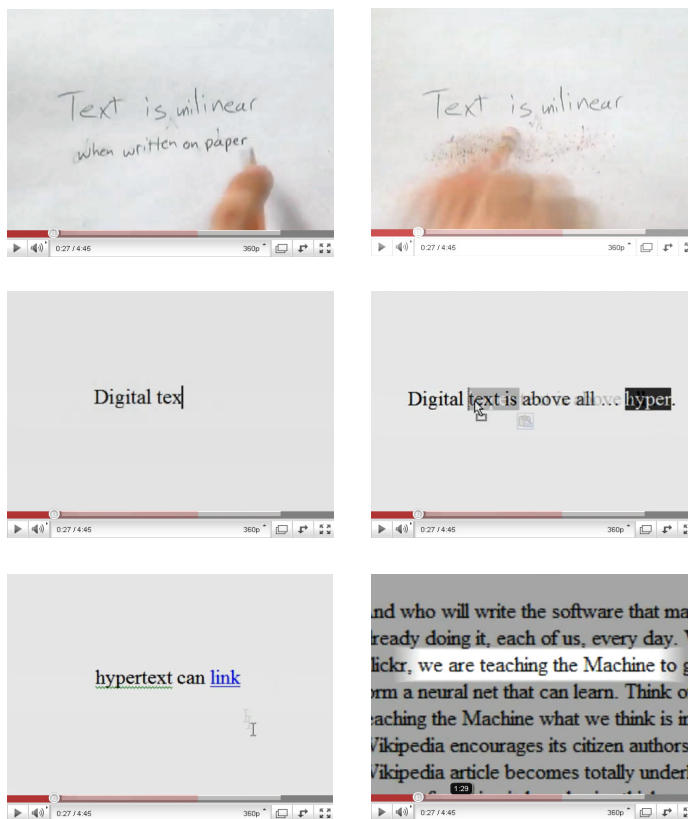 Text is unilinear
when written on paper
0:27 / 4:45
360p
Text is unilinear
0:27 / 4:45
360p
Digital tex
0:27 / 4:45
360p
Digital text is above all ... hyper.
0:27 / 4:45
360p
hypertext can link
0:27 / 4:45
360p
And who will write the software that ma
lready doing it, each of us, every day.
lickr, we are teaching the Machine to g
orm a neural net that can learn. Think o
eaching the Machine what we think is i
Vikipedia encourages its citizen authors
Vikipedia article becomes totally underl
1:29
0:27 / 4:45
360p